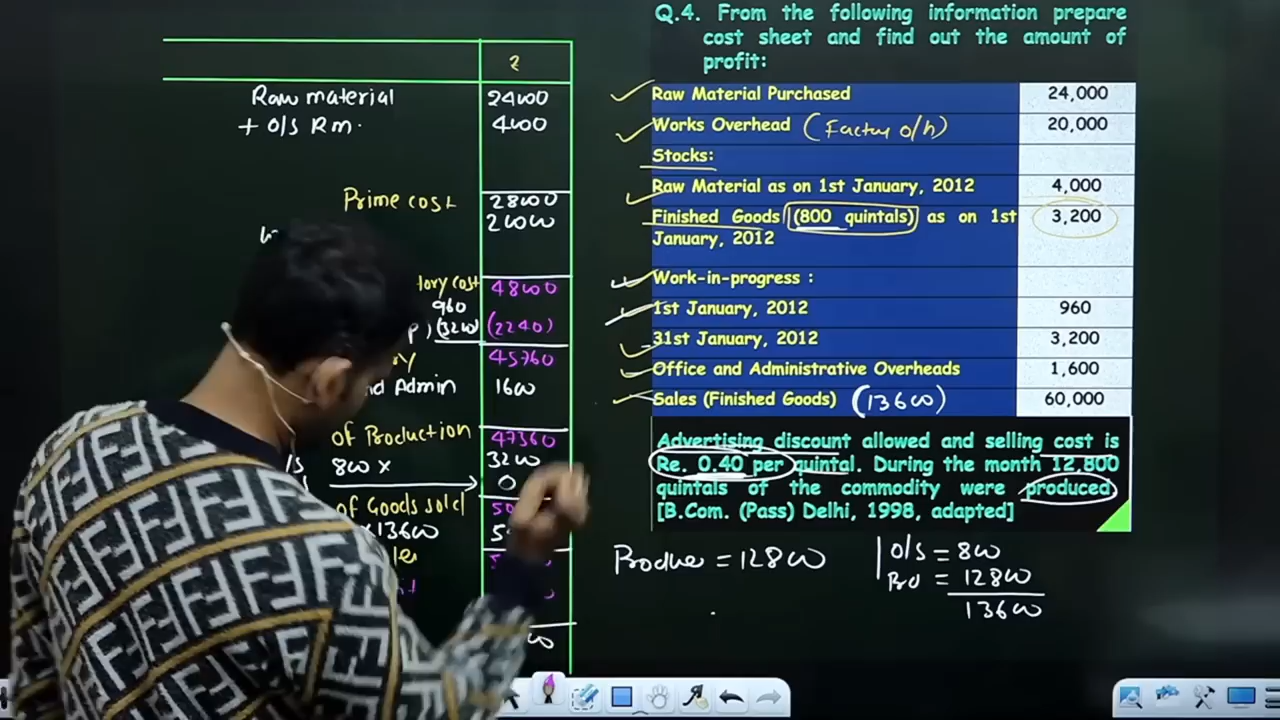 Q.4. From the following information prepare
cost sheet and find out the amount of
profit:
Raw Material Purchased 24,000
Works Overhead (Factory o/h) 20,000
Stocks:
Raw Material as on 1st January, 2012 4,000
Finished Goods (800 quintals) as on 1st 3,200
January, 2012
Work-in-progress :
1st January, 2012 960
31st January, 2012 3,200
Office and Administrative Overheads 1,600
Sales (Finished Goods) (13600) 60,000
Advertising discount allowed and selling cost is
Re. 0.40 per quintal. During the month 12,800
quintals of the commodity were produced
[B.Com. (Pass) Delhi, 1998, adapted]
Produce = 12800
O/S = 800
Pro = 12800
13600
₹
Raw material 24000
+ O/S Rm. 4000
Prime cost 28000
20000
tory cost 48000
960
(3200) (2240)
45760
nd Admin 1600
of Production 47360
800 x 3200
0
of Goods sold
13600